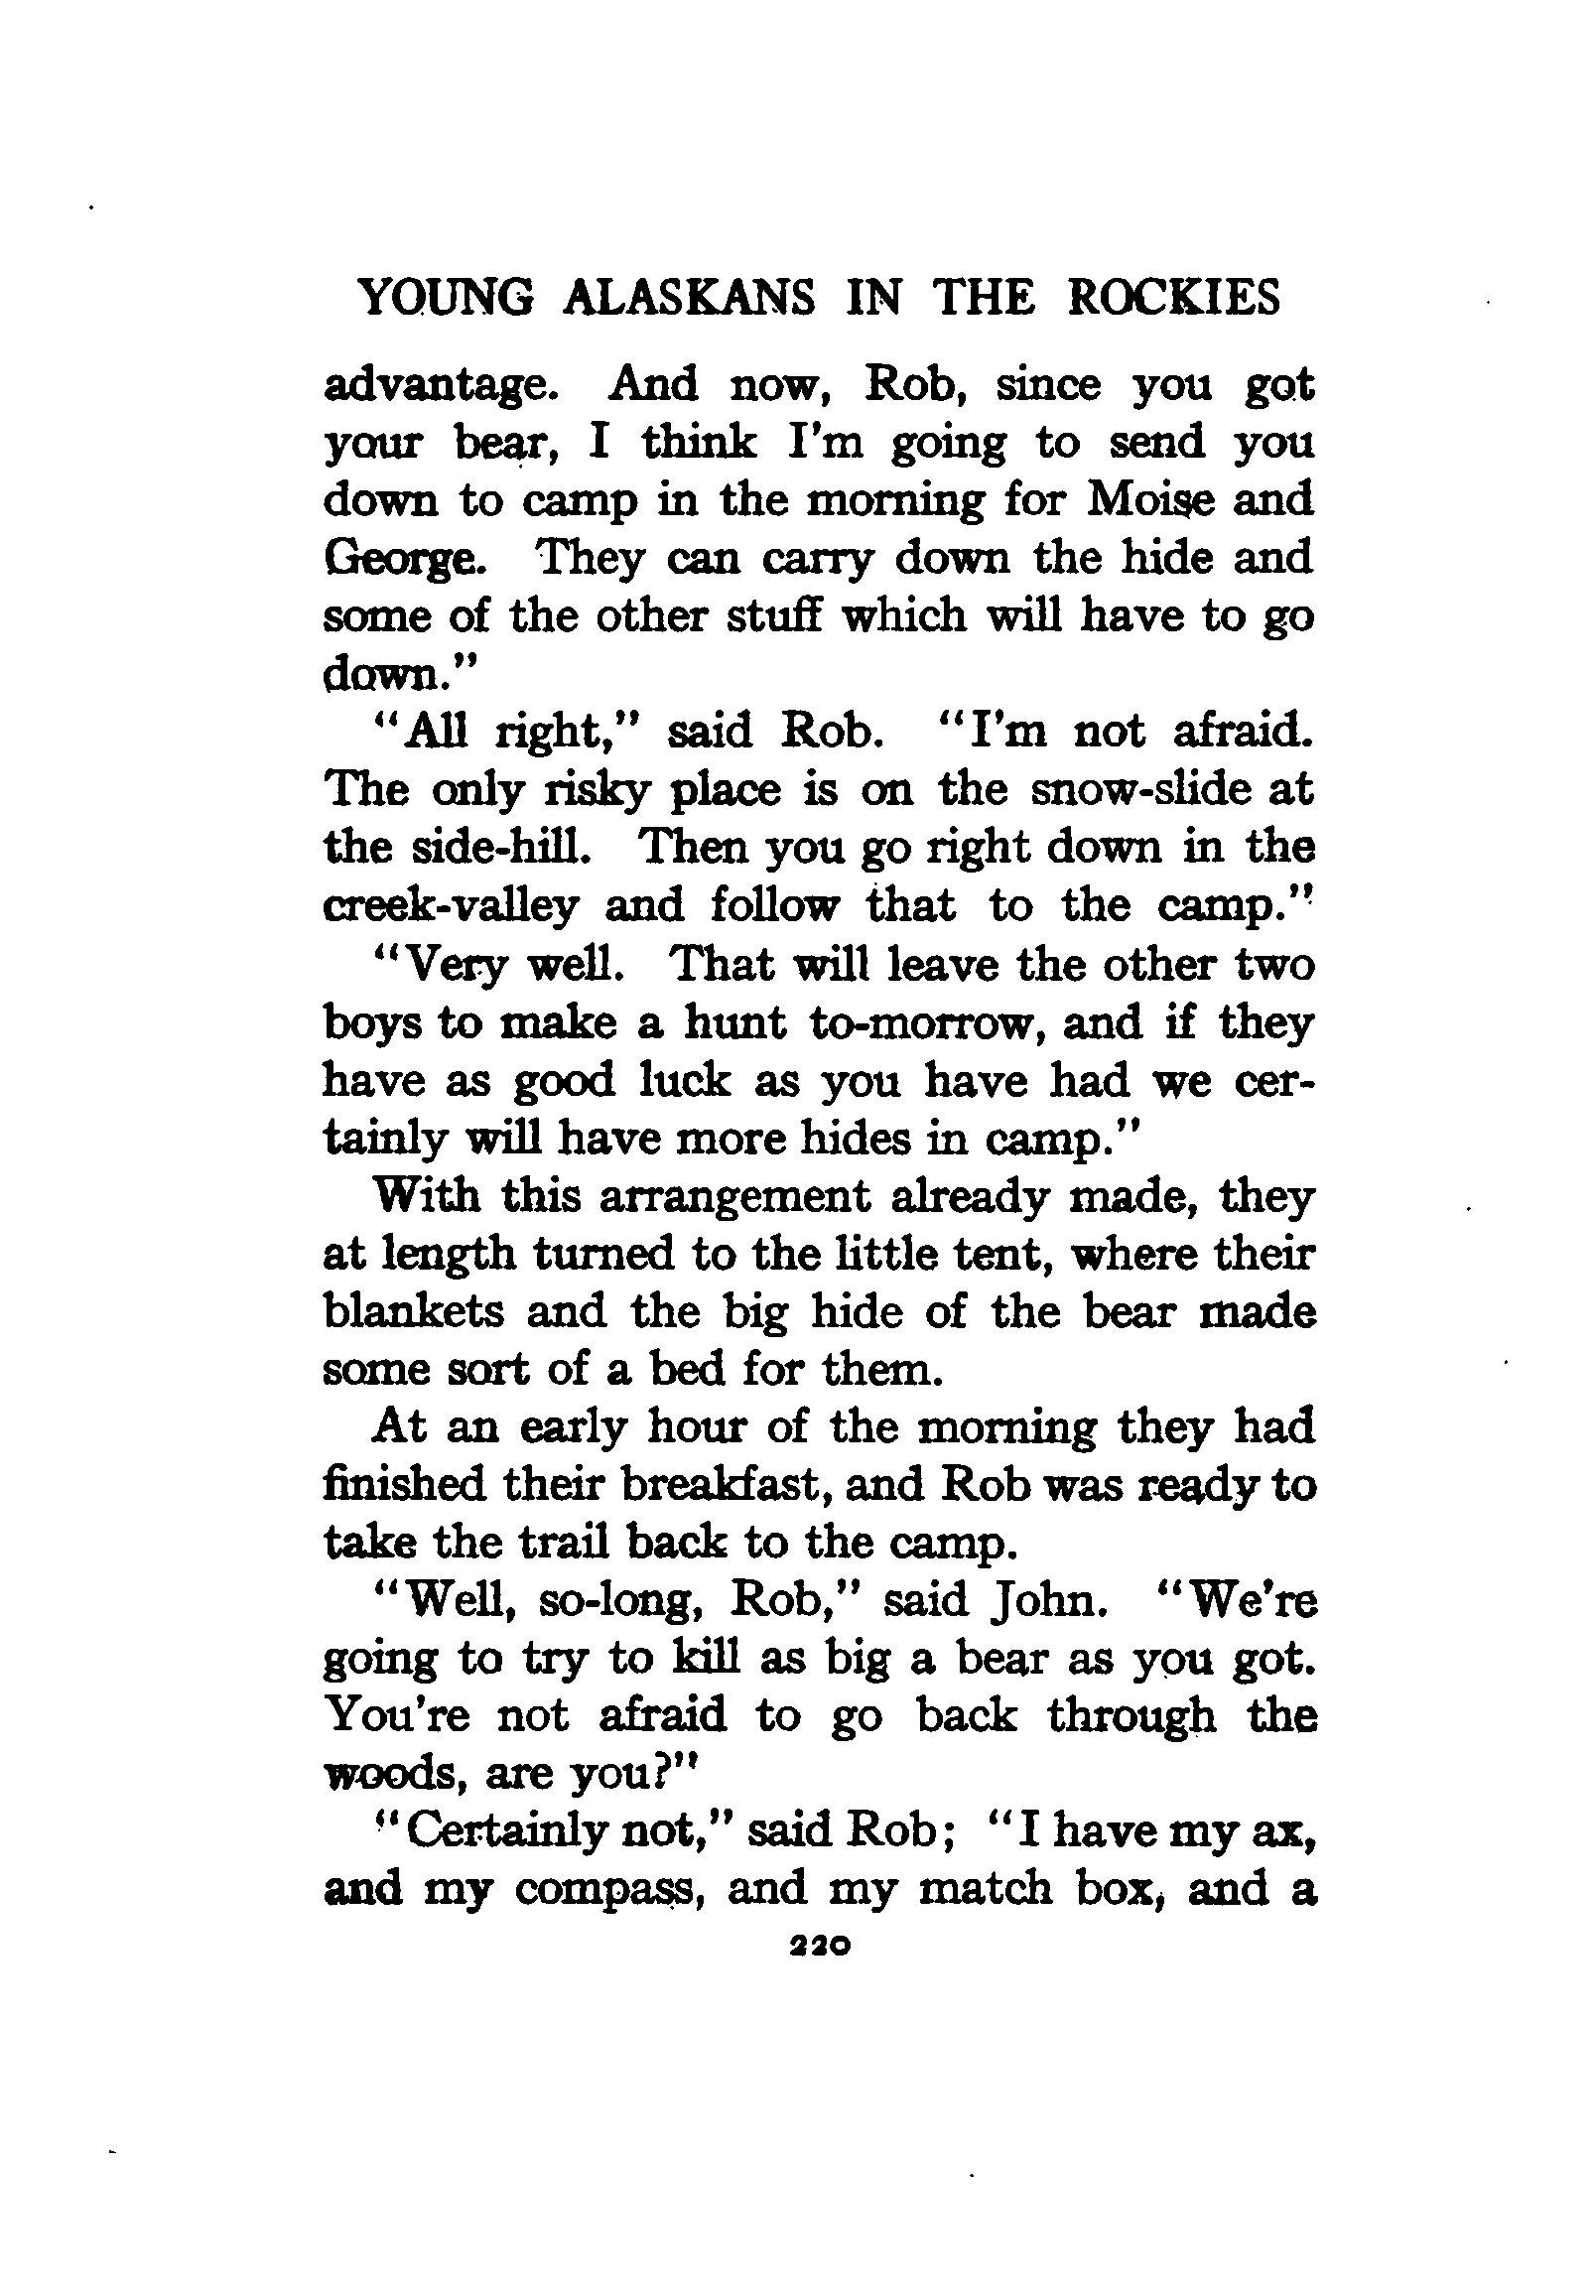 YOUNG ALASKANS IN THE ROCKIES
advantage. And now, Rob, since you got
your bear, I think I'm going to send you
down to camp in the morning for Moise and
George. They can carry down the hide and
some of the other stuff which will have to go
down."
"All right," said Rob. "I'm not afraid.
The only risky place is on the snow-slide at
the side-hill. Then you go right down in the
creek-valley and follow that to the camp."
"Very well. That will leave the other two
boys to make a hunt to-morrow, and if they
have as good luck as you have had we cer-
tainly will have more hides in camp."
With this arrangement already made, they
at length turned to the little tent, where their
blankets and the big hide of the bear made
some sort of a bed for them.
At an early hour of the morning they had
finished their breakfast, and Rob was ready to
take the trail back to the camp.
"Well, so-long, Rob," said John. "We're
going to try to kill as big a bear as you got.
You're not afraid to go back through the
woods, are you?"
"Certainly not," said Rob; "I have my ax,
and my compass, and my match box, and a
220